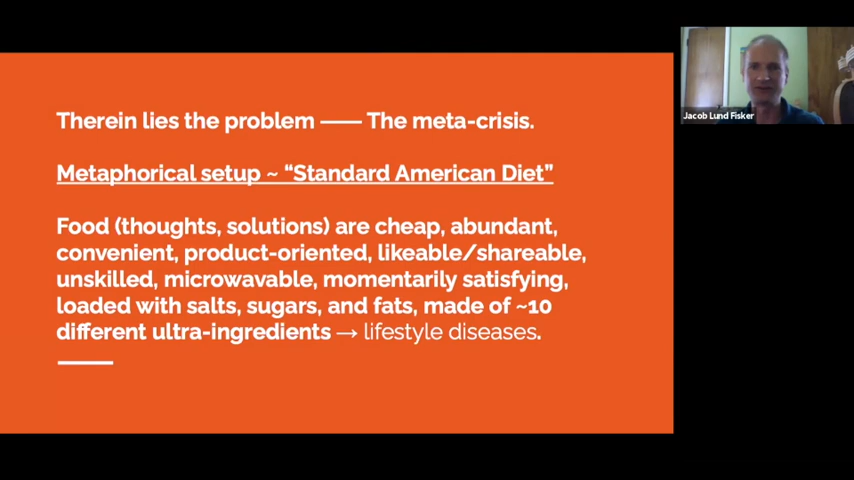 Therein lies the problem —— The meta-crisis.
Metaphorical setup ~ “Standard American Diet”
Food (thoughts, solutions) are cheap, abundant,
convenient, product-oriented, likeable/shareable,
unskilled, microwavable, momentarily satisfying,
loaded with salts, sugars, and fats, made of ~10
different ultra-ingredients → lifestyle diseases.
Jacob Lund Fisker